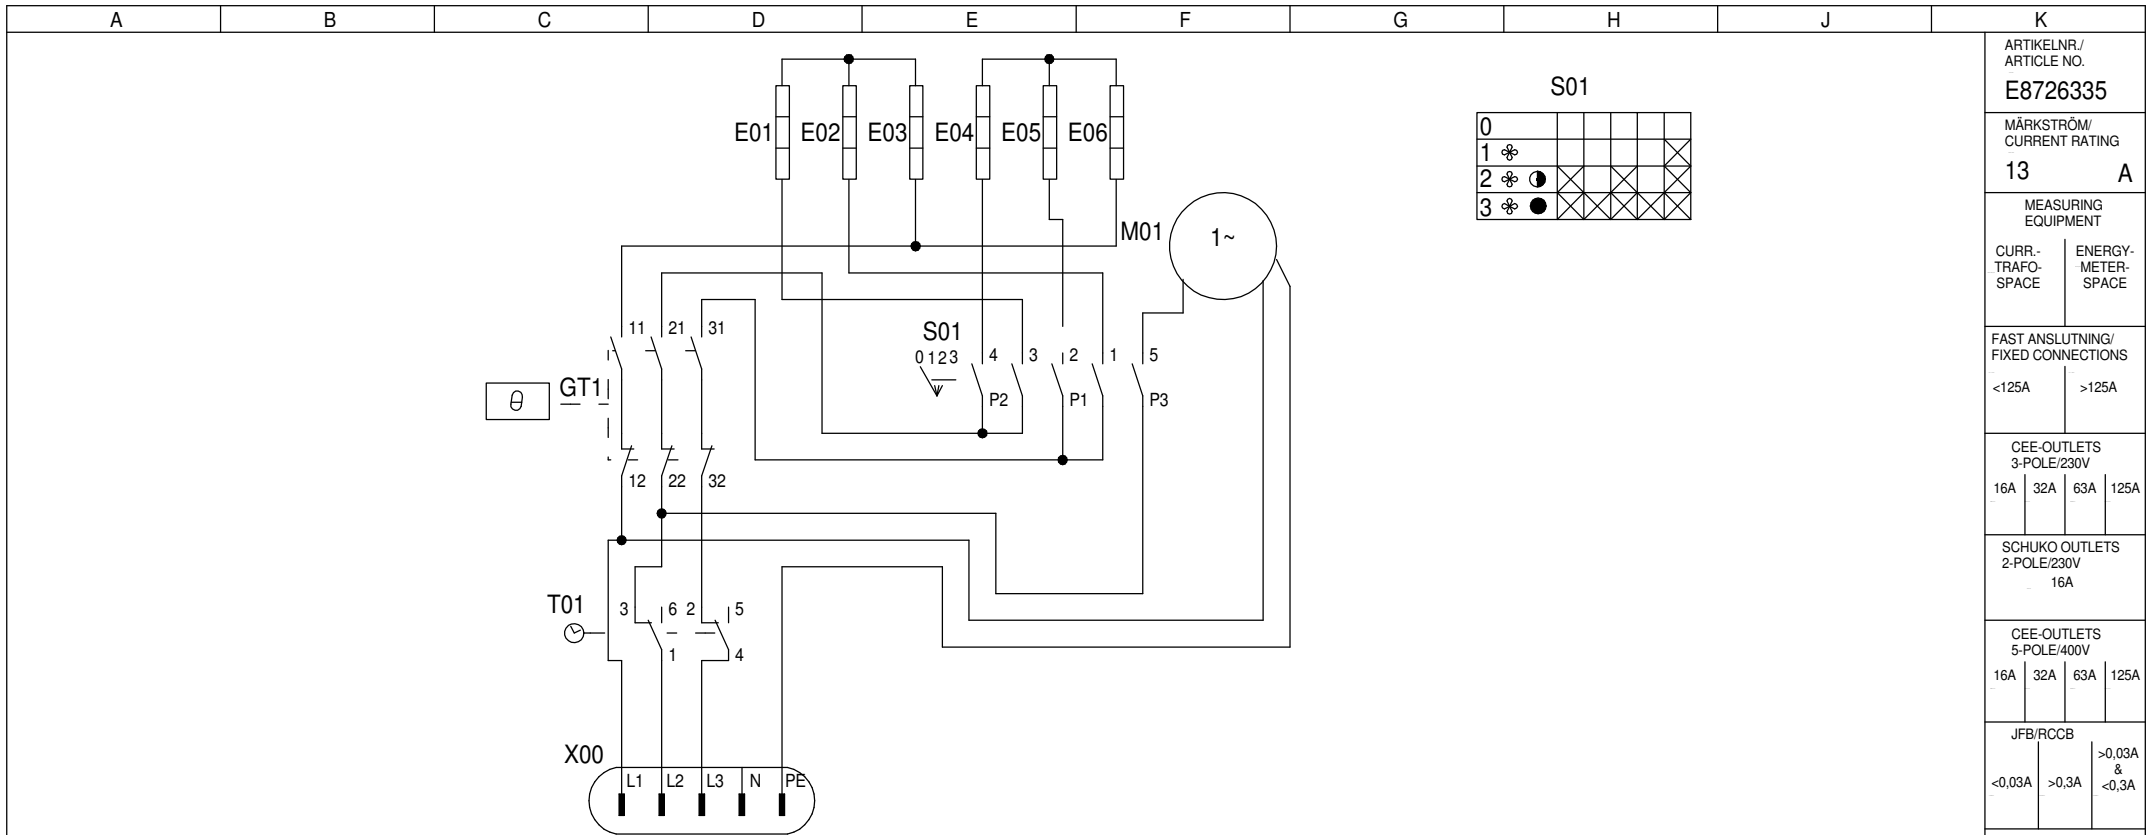 A B C D E F G H J K
ARTIKELNR./
ARTICLE NO.
E8726335
MÄRKSTRÖM/
CURRENT RATING
13 A
MEASURING
EQUIPMENT
CURR.-
TRAFO-
SPACE
ENERGY-
METER-
SPACE
FAST ANSLUTNING/
FIXED CONNECTIONS
<125A >125A
CEE-OUTLETS
3-POLE/230V
16A 32A 63A 125A
SCHUKO OUTLETS
2-POLE/230V
16A
CEE-OUTLETS
5-POLE/400V
16A 32A 63A 125A
JFB/RCCB
<0,03A >0,3A
>0,03A
&
<0,3A
S01
0
1
2
3
E01 E02 E03 E04 E05 E06
M01 1~
11 21 31
S01
0 1 2 3
4 3 2 1 5
GT1
θ
P2 P1 P3
12 22 32
T01
3 6 2 5
1 4
X00
L1 L2 L3 N PE